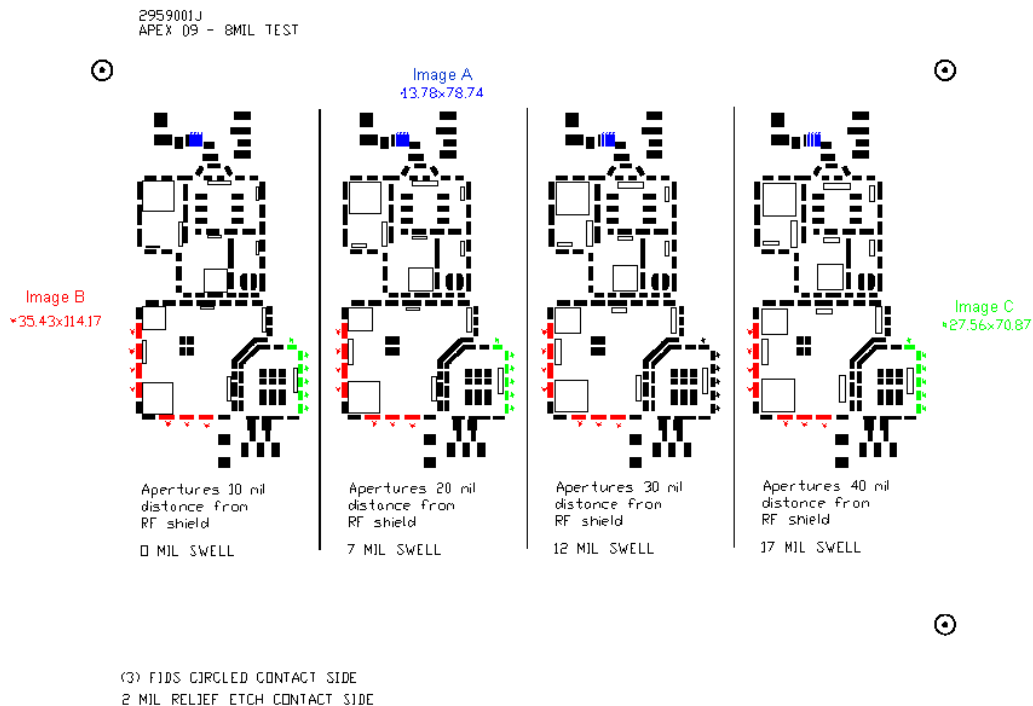 2959001J
APEX 09 - 8MIL TEST
Image A
13.78x78.74
Image B
*35.43x114.17
Image C
*27.56x70.87
Apertures 10 mil
distance from
RF shield
0 MIL SWELL
Apertures 20 mil
distance from
RF shield
7 MIL SWELL
Apertures 30 mil
distance from
RF shield
12 MIL SWELL
Apertures 40 mil
distance from
RF shield
17 MIL SWELL
(3) FIDS CIRCLED CONTACT SIDE
2 MIL RELIEF ETCH CONTACT SIDE